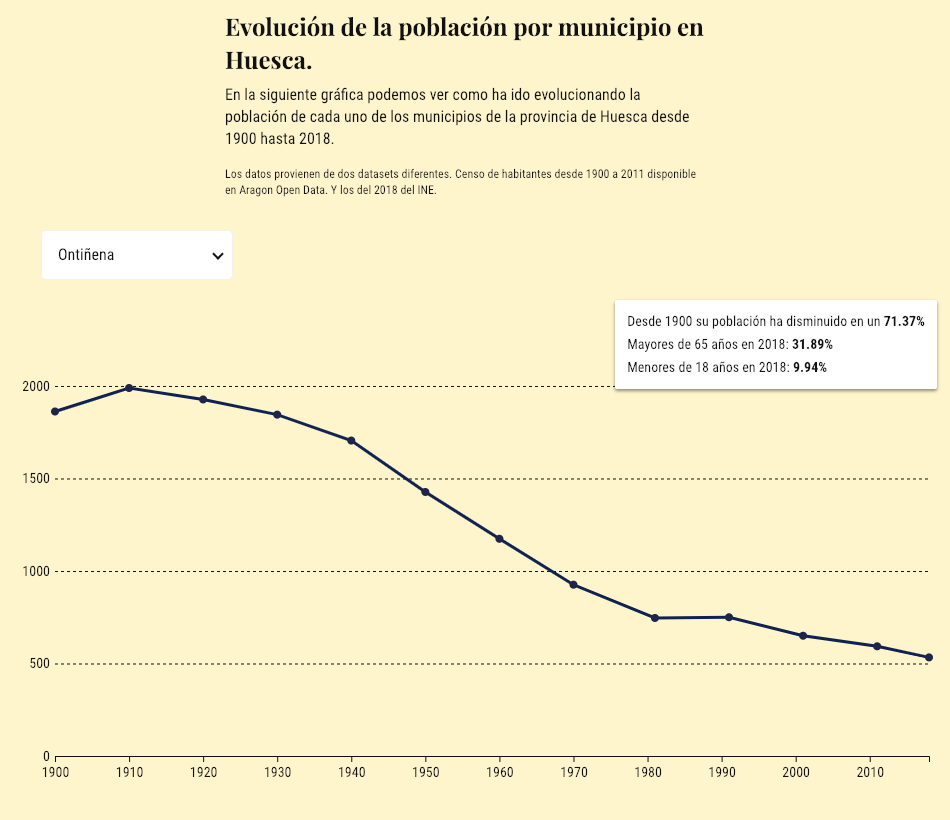 Evolución de la población por municipio en
Huesca.
En la siguiente gráfica podemos ver como ha ido evolucionando la
población de cada uno de los municipios de la provincia de Huesca desde
1900 hasta 2018.
Los datos provienen de dos datasets diferentes. Censo de habitantes desde 1900 a 2011 disponible
en Aragon Open Data. Y los del 2018 del INE.
Ontiñena
Desde 1900 su población ha disminuido en un 71.37%
Mayores de 65 años en 2018: 31.89%
Menores de 18 años en 2018: 9.94%
2000
1500
1000
500
0
1900 1910 1920 1930 1940 1950 1960 1970 1980 1990 2000 2010